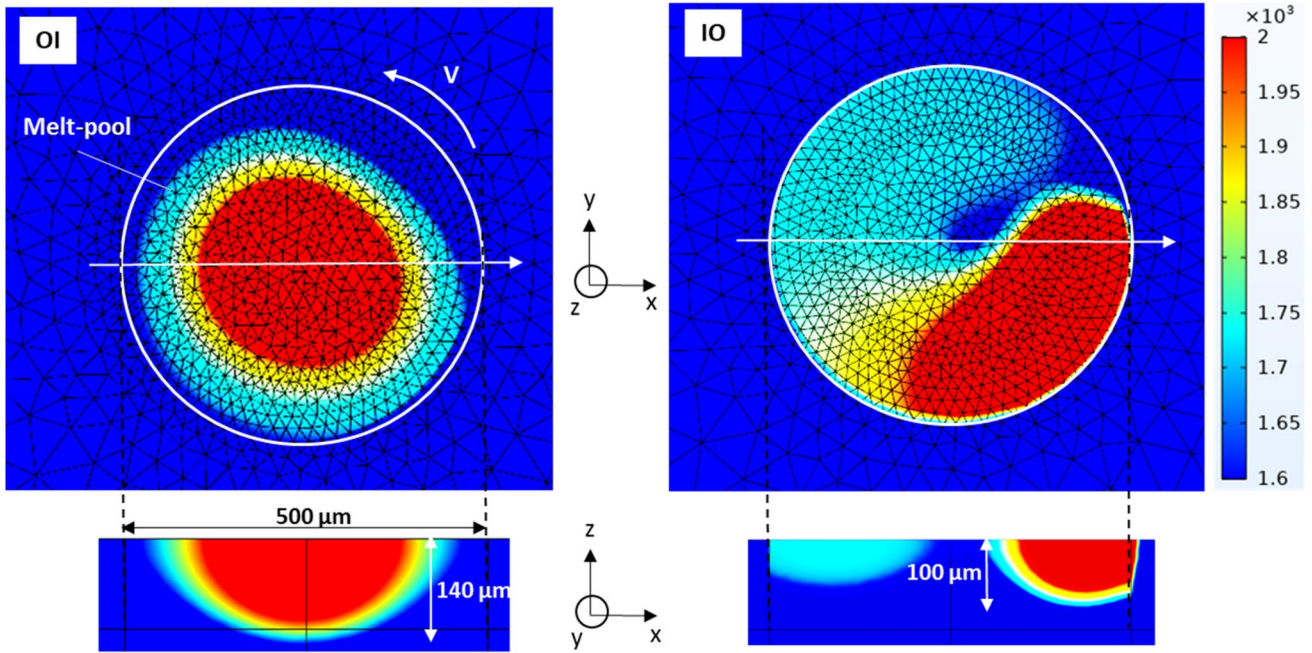 OI
V
Melt-pool
y
z
x
IO
×10³
2
1.95
1.9
1.85
1.8
1.75
1.7
1.65
1.6
500 µm
140 µm
z
y
x
100 µm